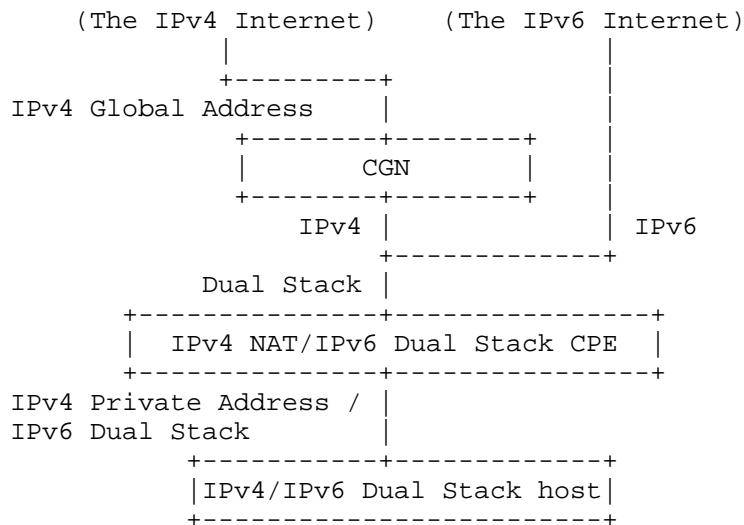 (The IPv4 Internet) (The IPv6 Internet)
IPv4 Global Address
CGN
IPv4 IPv6
Dual Stack
IPv4 NAT/IPv6 Dual Stack CPE
IPv4 Private Address /
IPv6 Dual Stack
IPv4/IPv6 Dual Stack host